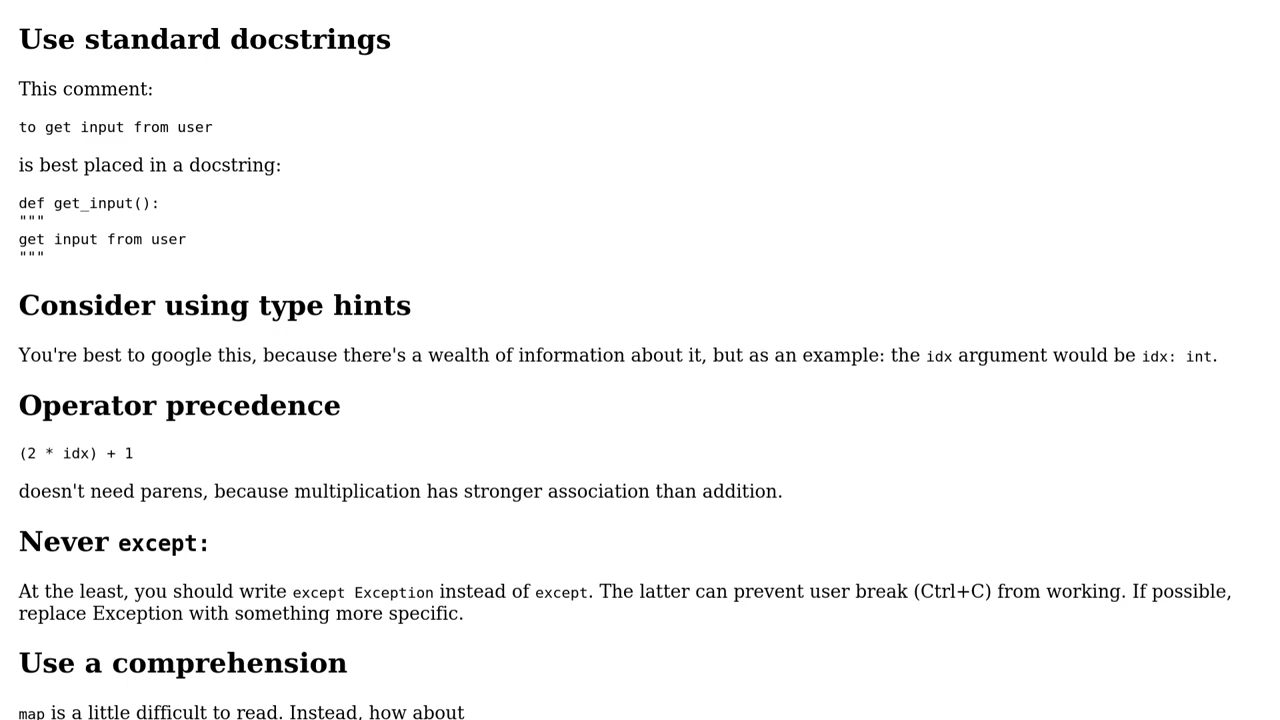 Use standard docstrings
This comment:
to get input from user
is best placed in a docstring:
def get_input():
"""
get input from user
"""
Consider using type hints
You're best to google this, because there's a wealth of information about it, but as an example: the idx argument would be idx: int.
Operator precedence
(2 * idx) + 1
doesn't need parens, because multiplication has stronger association than addition.
Never except:
At the least, you should write except Exception instead of except. The latter can prevent user break (Ctrl+C) from working. If possible,
replace Exception with something more specific.
Use a comprehension
map is a little difficult to read. Instead, how about